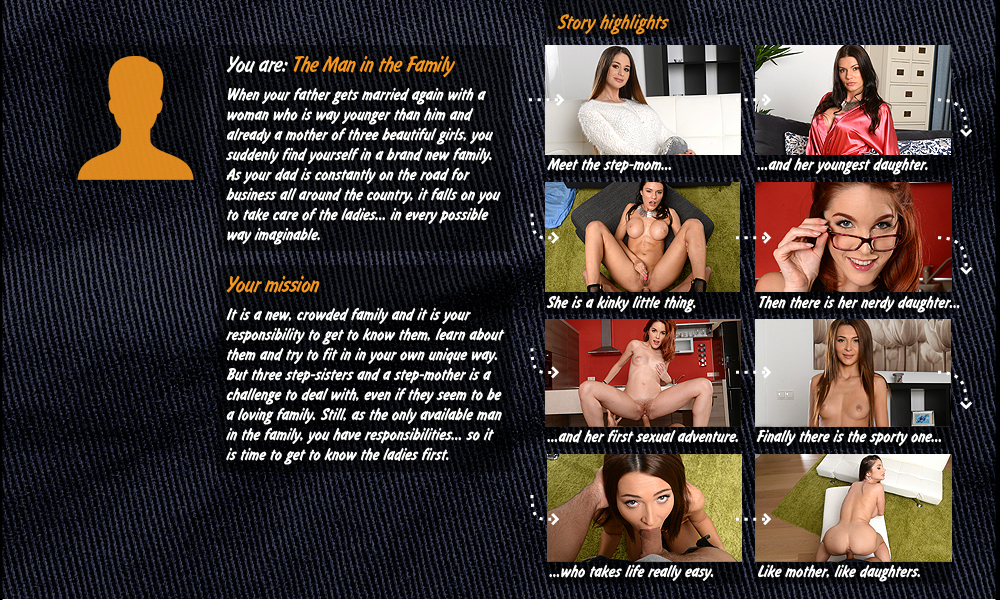 Story highlights
You are: The Man in the Family
When your father gets married again with a
woman who is way younger than him and
already a mother of three beautiful girls, you
suddenly find yourself in a brand new family.
As your dad is constantly on the road for
business all around the country, it falls on you
to take care of the ladies... in every possible
way imaginable.
Your mission
It is a new, crowded family and it is your
responsibility to get to know them, learn about
them and try to fit in in your own unique way.
But three step-sisters and a step-mother is a
challenge to deal with, even if they seem to be
a loving family. Still, as the only available man
in the family, you have responsibilities... so it
is time to get to know the ladies first.
Meet the step-mom...
...and her youngest daughter.
She is a kinky little thing.
Then there is her nerdy daughter...
...and her first sexual adventure.
Finally there is the sporty one...
...who takes life really easy.
Like mother, like daughters.